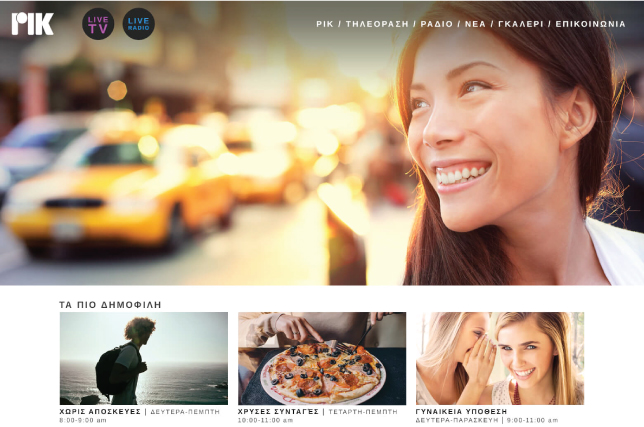 ΡΙΚ
LIVE
TV
LIVE
RADIO
ΡΙΚ / ΤΗΛΕΟΡΑΣΗ / ΡΑΔΙΟ / ΝΕΑ / ΓΚΑΛΕΡΙ / ΕΠΙΚΟΙΝΩΝΙΑ
ΤΑ ΠΙΟ ΔΗΜΟΦΙΛΗ
ΧΩΡΙΣ ΑΠΟΣΚΕΥΕΣ | ΔΕΥΤΕΡΑ-ΠΕΜΠΤΗ
8:00-9:00 am
ΧΡΥΣΕΣ ΣΥΝΤΑΓΈΣ | ΤΕΤΑΡΤΗ-ΠΕΜΠΤΗ
10:00-11:00 am
ΓΥΝΑΙΚΕΙΑ ΥΠΟΘΕΣΗ
ΔΕΥΤΕΡΑ-ΠΑΡΑΣΚΕΥΗ | 9:00-11:00 am